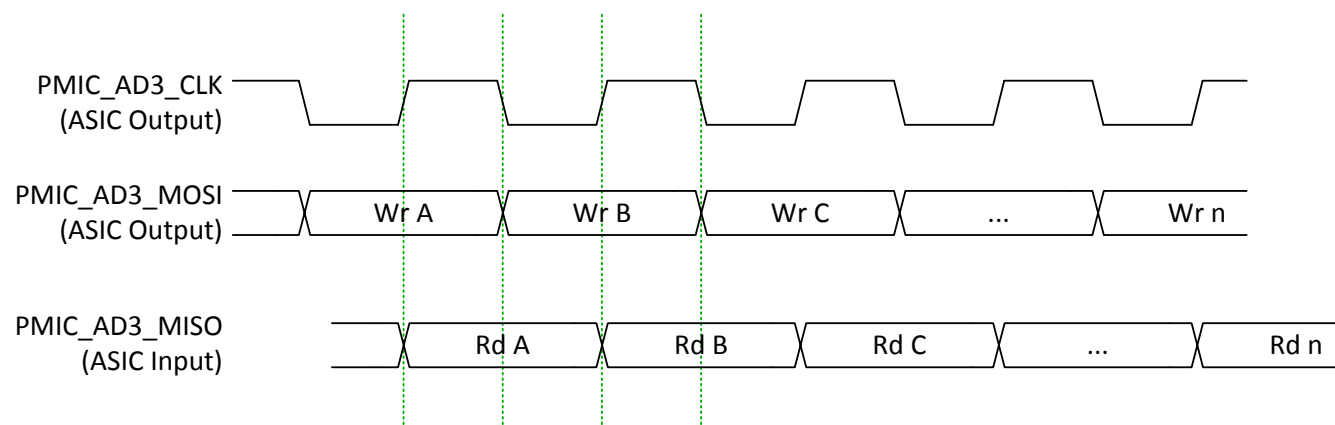 PMIC_AD3_CLK
(ASIC Output)
PMIC_AD3_MOSI
(ASIC Output)
Wr A Wr B Wr C ... Wr n
PMIC_AD3_MISO
(ASIC Input)
Rd A Rd B Rd C ... Rd n